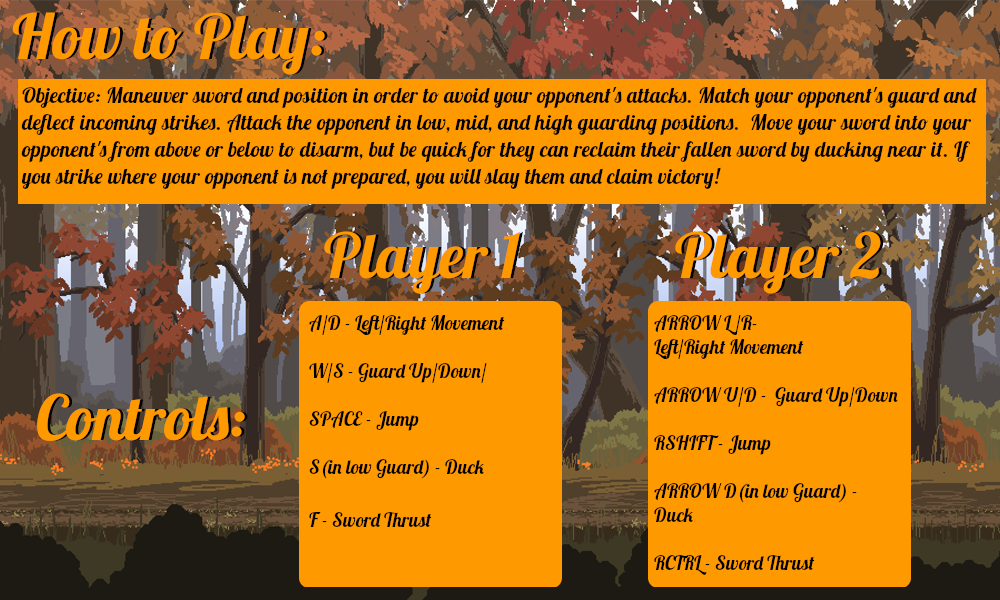 How to Play:
Objective: Maneuver sword and position in order to avoid your opponent's attacks. Match your opponent's guard and
deflect incoming strikes. Attack the opponent in low, mid, and high guarding positions.  Move your sword into your
opponent's from above or below to disarm, but be quick for they can reclaim their fallen sword by ducking near it. If
you strike where your opponent is not prepared, you will slay them and claim victory!
Player 1
Player 2
Controls:
A/D - Left/Right Movement
W/S - Guard Up/Down/
SPACE - Jump
S (in low Guard) - Duck
F - Sword Thrust
ARROW L/R-
Left/Right Movement
ARROW U/D -  Guard Up/Down
RSHIFT - Jump
ARROW D (in low Guard) -
Duck
RCTRL - Sword Thrust